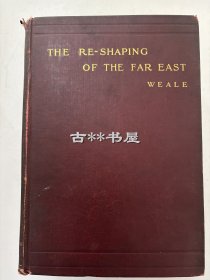 THE RE-SHAPING
OF THE FAR EAST
WEALE
古**书屋